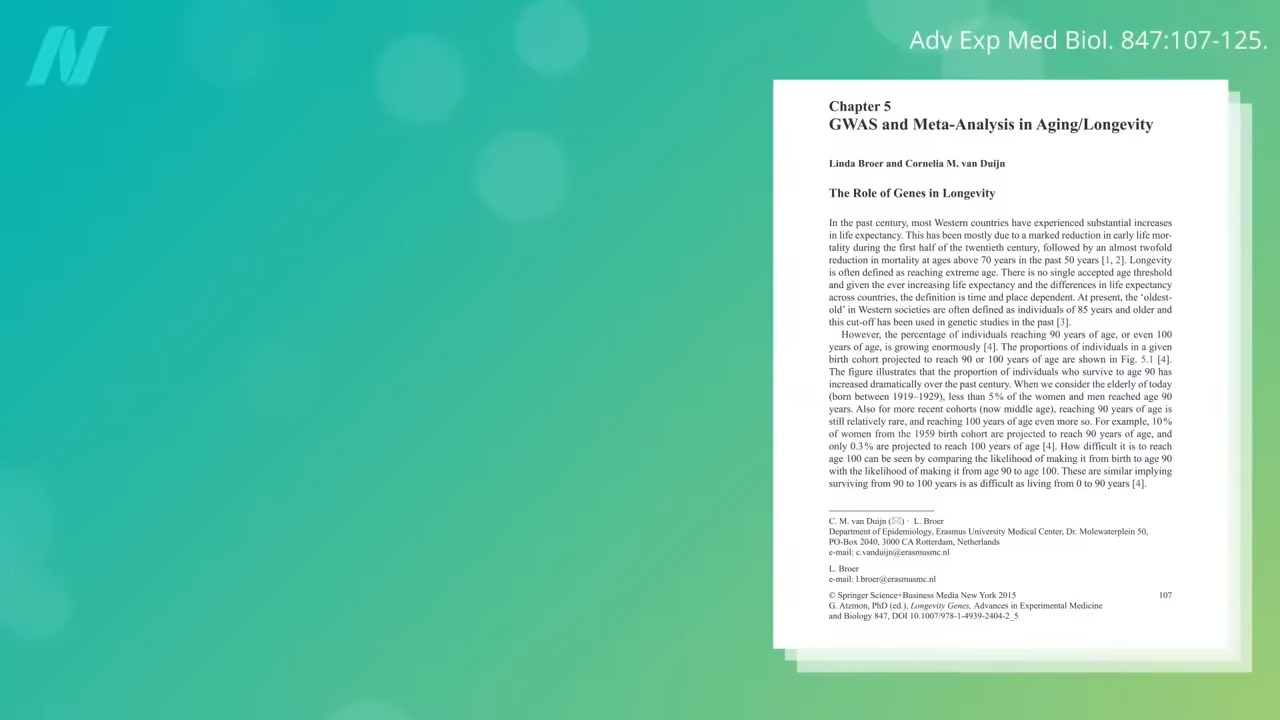 Adv Exp Med Biol. 847:107-125.
Chapter 5
GWAS and Meta-Analysis in Aging/Longevity
Linda Broer and Cornelia M. van Duijn
The Role of Genes in Longevity
In the past century, most Western countries have experienced substantial increases
in life expectancy. This has been mostly due to a marked reduction in early life mor-
tality during the first half of the twentieth century, followed by an almost twofold
reduction in mortality at ages above 70 years in the past 50 years [1, 2]. Longevity
is often defined as reaching extreme age. There is no single accepted age threshold
and given the ever increasing life expectancy and the differences in life expectancy
across countries, the definition is time and place dependent. At present, the ‘oldest-
old’ in Western societies are often defined as individuals of 85 years and older and
this cut-off has been used in genetic studies in the past [3].
However, the percentage of individuals reaching 90 years of age, or even 100
years of age, is growing enormously [4]. The proportions of individuals in a given
birth cohort projected to reach 90 or 100 years of age are shown in Fig. 5.1 [4].
The figure illustrates that the proportion of individuals who survive to age 90 has
increased dramatically over the past century. When we consider the elderly of today
(born between 1919–1929), less than 5 % of the women and men reached age 90
years. Also for more recent cohorts (now middle age), reaching 90 years of age is
still relatively rare, and reaching 100 years of age even more so. For example, 10 %
of women from the 1959 birth cohort are projected to reach 90 years of age, and
only 0.3 % are projected to reach 100 years of age [4]. How difficult it is to reach
age 100 can be seen by comparing the likelihood of making it from birth to age 90
with the likelihood of making it from age 90 to age 100. These are similar implying
surviving from 90 to 100 years is as difficult as living from 0 to 90 years [4].
C. M. van Duijn (✉) · L. Broer
Department of Epidemiology, Erasmus University Medical Center, Dr. Molewaterplein 50,
PO-Box 2040, 3000 CA Rotterdam, Netherlands
e-mail: c.vanduijn@erasmusmc.nl
L. Broer
e-mail: l.broer@erasmusmc.nl
© Springer Science+Business Media New York 2015 107
G. Atzmon, PhD (ed.), Longevity Genes, Advances in Experimental Medicine
and Biology 847, DOI 10.1007/978-1-4939-2404-2_5